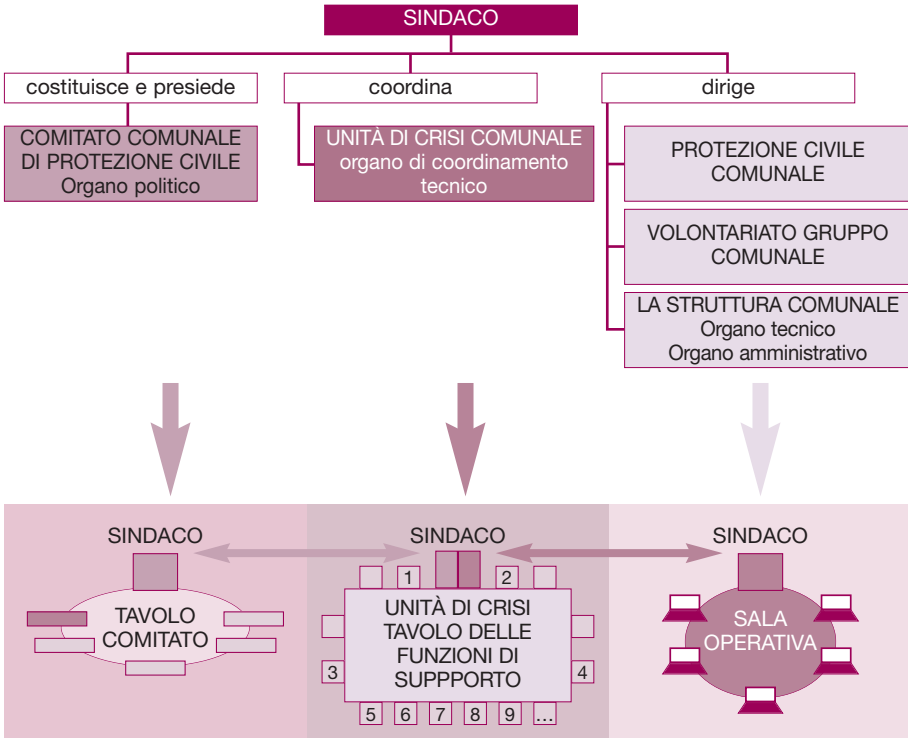 SINDACO
costituisce e presiede
coordina
dirige
COMITATO COMUNALE
DI PROTEZIONE CIVILE
Organo politico
UNITÀ DI CRISI COMUNALE
organo di coordinamento
tecnico
PROTEZIONE CIVILE
COMUNALE
VOLONTARIATO GRUPPO
COMUNALE
LA STRUTTURA COMUNALE
Organo tecnico
Organo amministrativo
SINDACO
TAVOLO
COMITATO
SINDACO
1
2
UNITÀ DI CRISI
TAVOLO DELLE
FUNZIONI DI
SUPPPORTO
3
4
5
6
7
8
9
...
SINDACO
SALA
OPERATIVA